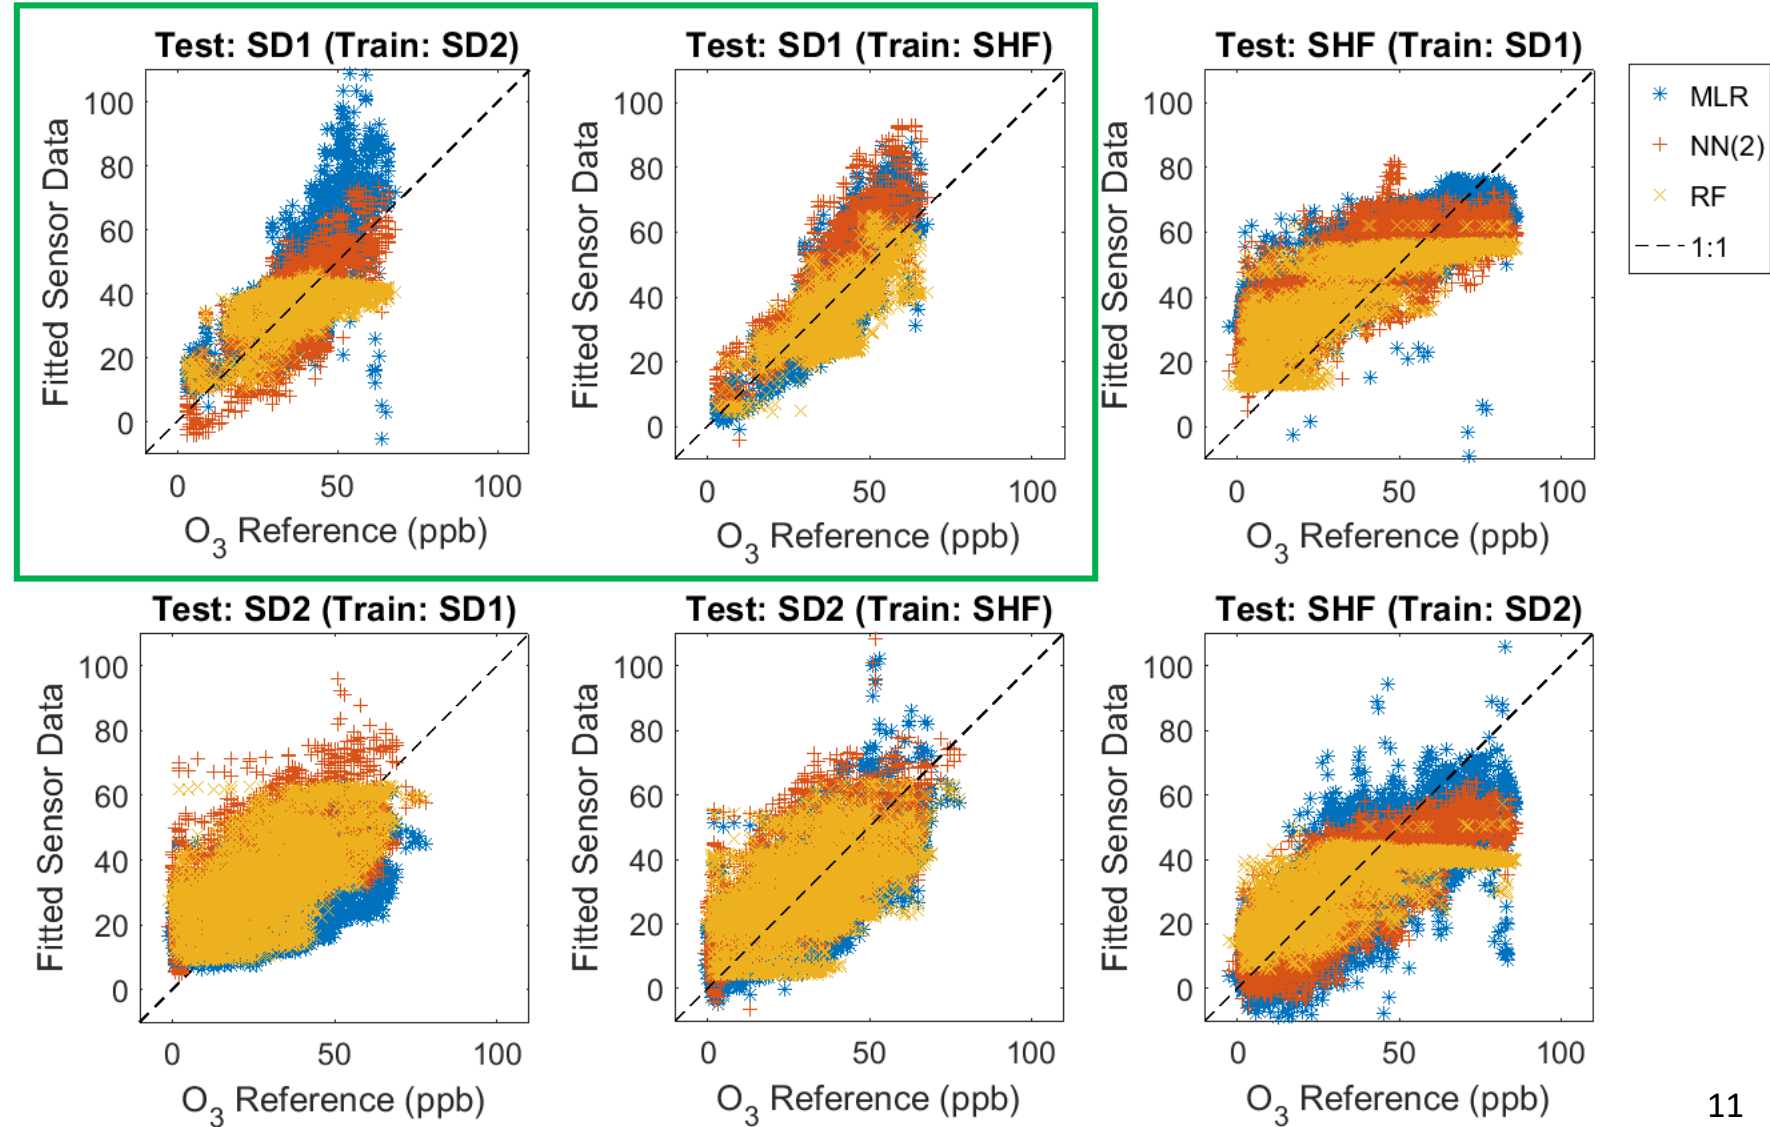 Test: SD1 (Train: SD2)
Fitted Sensor Data
100
80
60
40
20
0
0 50 100
O3 Reference (ppb)
Test: SD1 (Train: SHF)
Fitted Sensor Data
100
80
60
40
20
0
0 50 100
O3 Reference (ppb)
Test: SHF (Train: SD1)
Fitted Sensor Data
100
80
60
40
20
0
0 50 100
O3 Reference (ppb)
MLR
NN(2)
RF
1:1
Test: SD2 (Train: SD1)
Fitted Sensor Data
100
80
60
40
20
0
0 50 100
O3 Reference (ppb)
Test: SD2 (Train: SHF)
Fitted Sensor Data
100
80
60
40
20
0
0 50 100
O3 Reference (ppb)
Test: SHF (Train: SD2)
Fitted Sensor Data
100
80
60
40
20
0
0 50 100
O3 Reference (ppb)
11